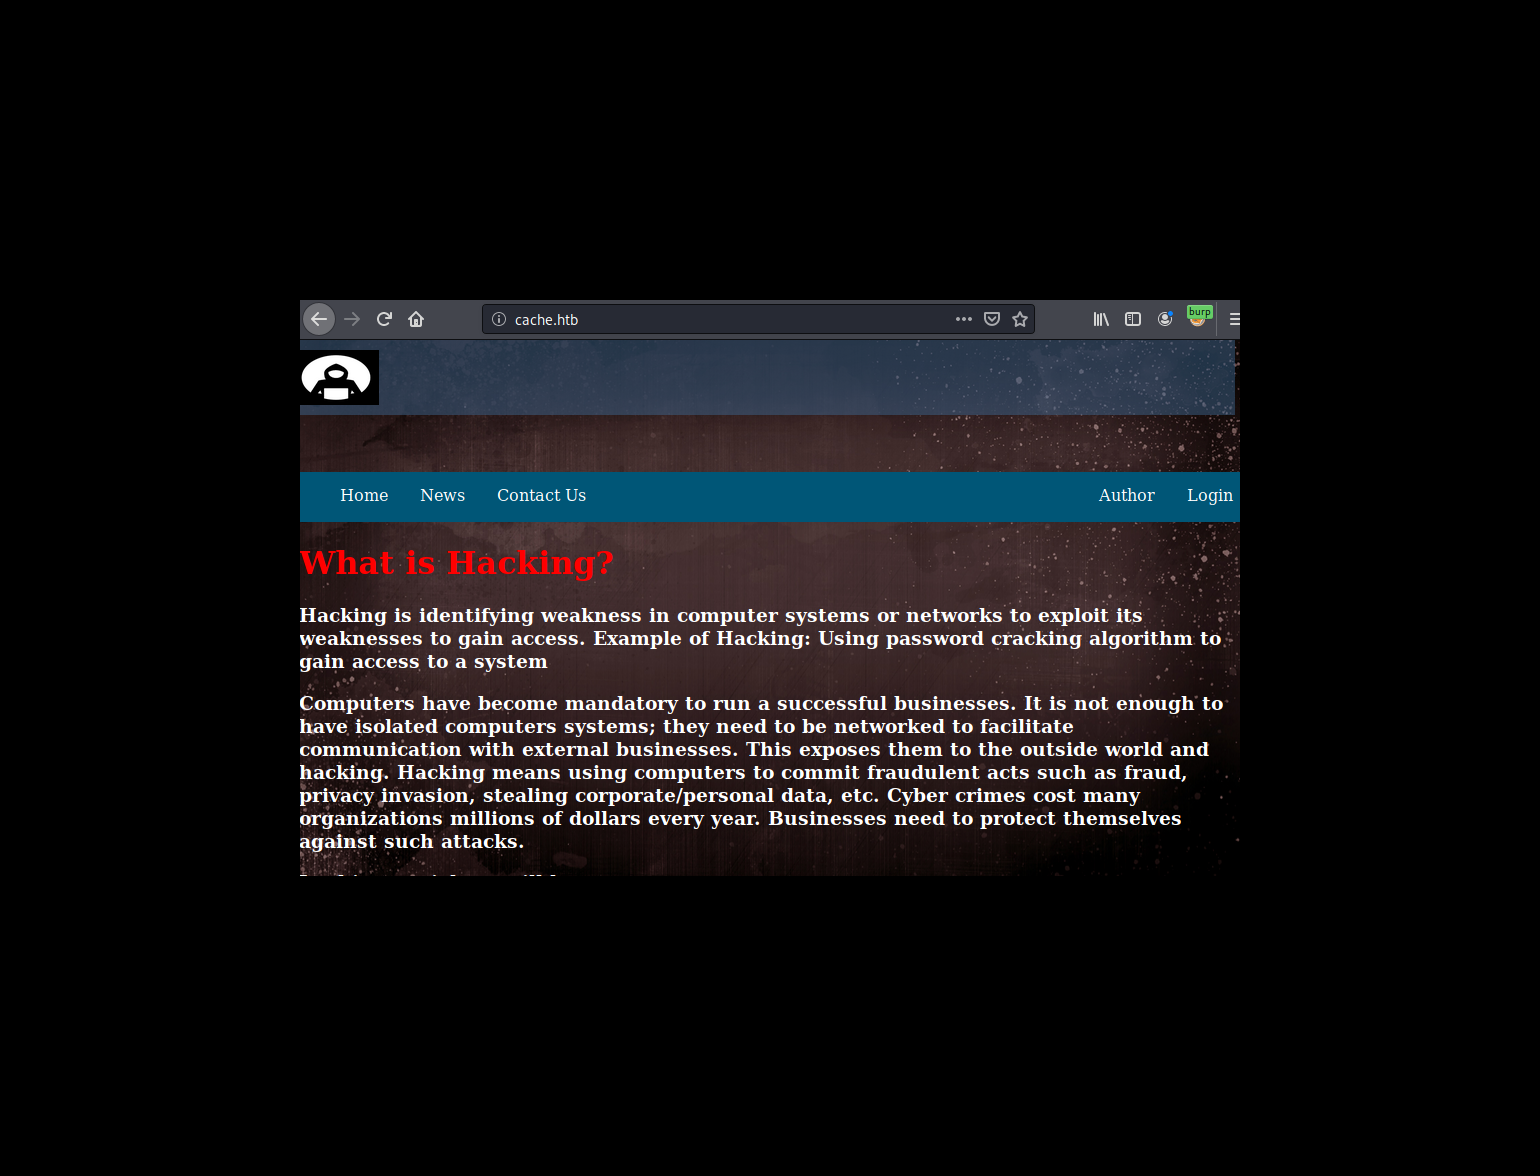 cache.htb
burp
Home News Contact Us Author Login
What is Hacking?
Hacking is identifying weakness in computer systems or networks to exploit its
weaknesses to gain access. Example of Hacking: Using password cracking algorithm to
gain access to a system
Computers have become mandatory to run a successful businesses. It is not enough to
have isolated computers systems; they need to be networked to facilitate
communication with external businesses. This exposes them to the outside world and
hacking. Hacking means using computers to commit fraudulent acts such as fraud,
privacy invasion, stealing corporate/personal data, etc. Cyber crimes cost many
organizations millions of dollars every year. Businesses need to protect themselves
against such attacks.